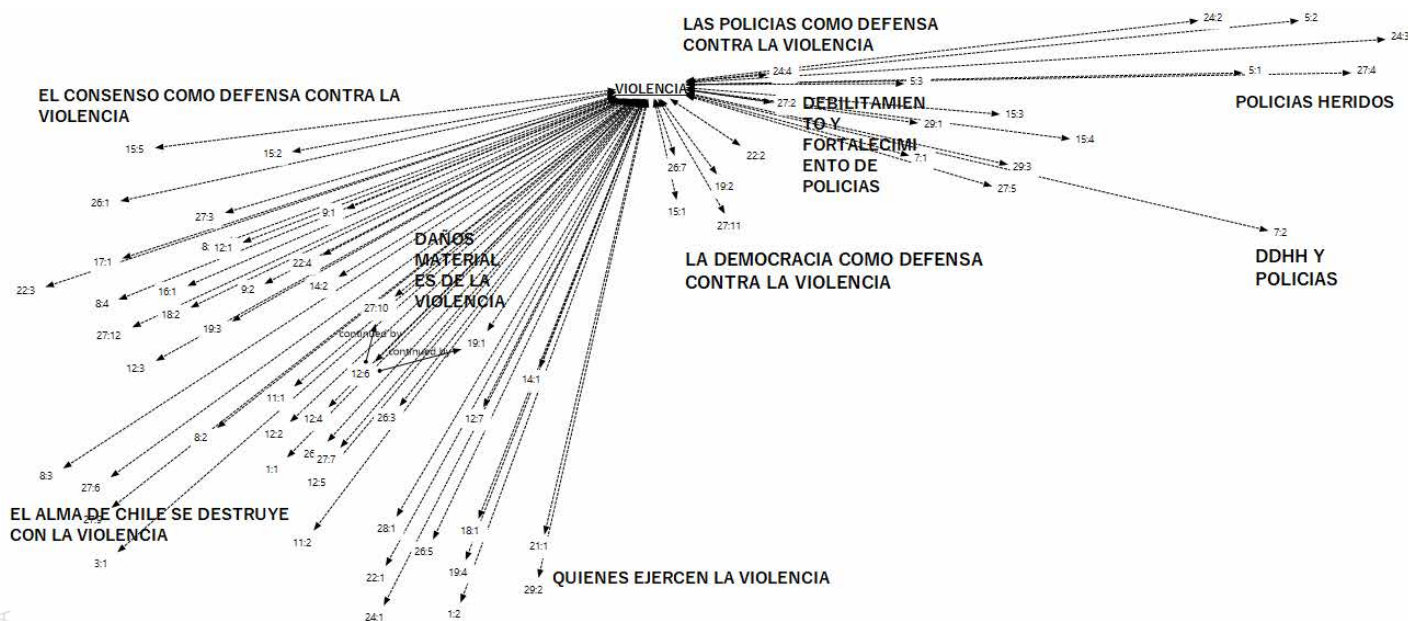 LAS POLICIAS COMO DEFENSA
CONTRA LA VIOLENCIA
24:2
5:2
24:3
24:4
5:3
5:1
27:4
VIOLENCIA
EL CONSENSO COMO DEFENSA CONTRA LA
VIOLENCIA
27:2
DEBILITAMIEN
TO Y
FORTALECIMI
ENTO DE
POLICIAS
POLICIAS HERIDOS
15:3
29:1
15:4
15:5
15:2
22:2
7:1
29:3
26:7
19:2
27:5
26:1
27:3
9:1
15:1
27:11
7:2
8:
12:1
DAÑOS
MATERIAL
ES DE LA
VIOLENCIA
LA DEMOCRACIA COMO DEFENSA
CONTRA LA VIOLENCIA
DDHH Y
POLICIAS
17:1
22:4
22:3
16:1
9:2
14:2
8:4
18:2
27:10
27:12
19:3
continued by
continued by
19:1
12:3
12:6
14:1
11:1
12:4
26:3
12:7
12:2
8:2
26
27:7
1:1
12:5
8:3
27:6
EL ALMA DE CHILE SE DESTRUYE
CON LA VIOLENCIA
28:1
18:1
11:2
26:5
21:1
3:1
22:1
19:4
QUIENES EJERCEN LA VIOLENCIA
29:2
24:1
1:2